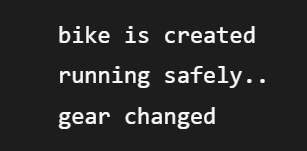 bike is created
running safely..
gear changed